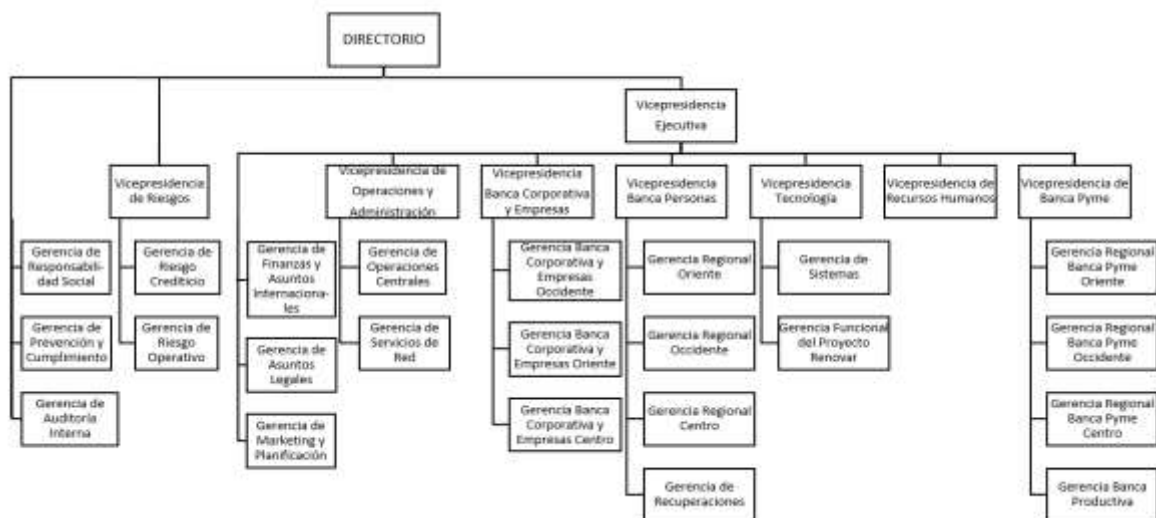 DIRECTORIO
Vicepresidencia
Ejecutiva
Vicepresidencia
de Riesgos
Vicepresidencia de
Operaciones y
Administración
Vicepresidencia
Banca Corporativa
y Empresas
Vicepresidencia
Banca Personas
Vicepresidencia
Tecnología
Vicepresidencia de
Recursos Humanos
Vicepresidencia de
Banca Pyme
Gerencia de
Responsabili-
dad Social
Gerencia de
Riesgo
Crediticio
Gerencia de
Finanzas y
Asuntos
Internaciona-
les
Gerencia de
Operaciones
Centrales
Gerencia Banca
Corporativa y
Empresas
Occidente
Gerencia Regional
Oriente
Gerencia de
Sistemas
Gerencia Regional
Banca Pyme
Oriente
Gerencia de
Prevención y
Cumplimiento
Gerencia de
Riesgo
Operativo
Gerencia de
Asuntos
Legales
Gerencia de
Servicios de
Red
Gerencia Banca
Corporativa y
Empresas Oriente
Gerencia Regional
Occidente
Gerencia Funcional
del Proyecto
Renovar
Gerencia Regional
Banca Pyme
Occidente
Gerencia de
Auditoría
Interna
Gerencia de
Marketing y
Planificación
Gerencia Banca
Corporativa y
Empresas Centro
Gerencia Regional
Centro
Gerencia Regional
Banca Pyme
Centro
Gerencia de
Recuperaciones
Gerencia Banca
Productiva